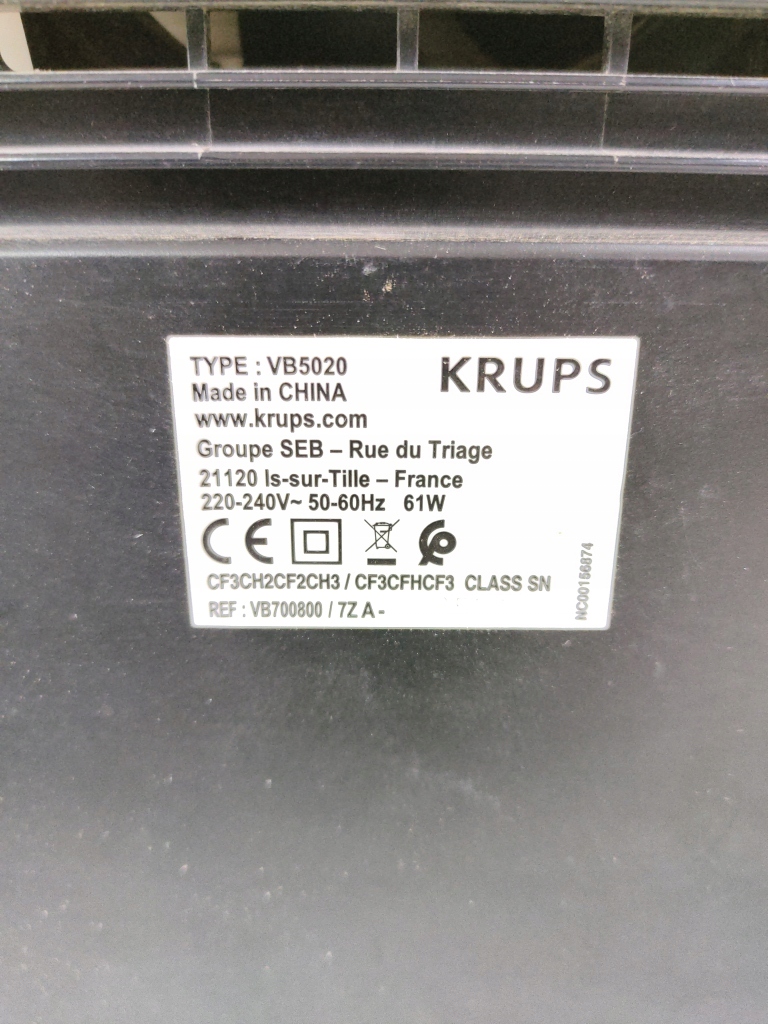 TYPE : VB5020
KRUPS
Made in CHINA
www.krups.com
Groupe SEB – Rue du Triage
21120 Is-sur-Tille – France
220-240V~ 50-60Hz 61W
CE
CF3CH2CF2CH3 / CF3CFHCF3 CLASS SN
REF : VB700800 / 7Z A -
NC00156874